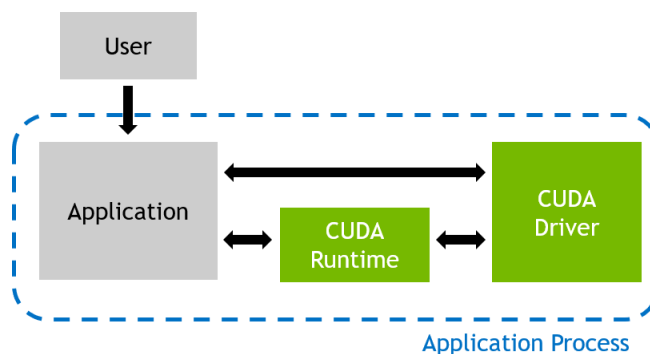 User
Application
CUDA
Runtime
CUDA
Driver
Application Process